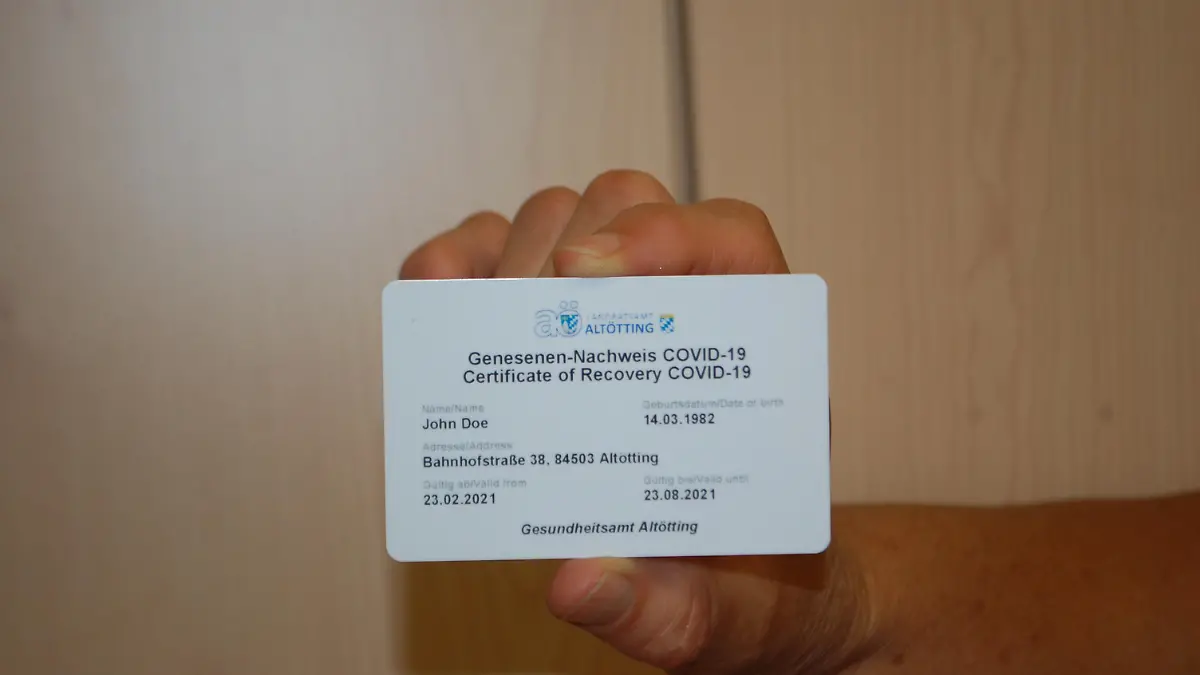 aö LANDRATSAMT
ALTÖTTING
Genesenen-Nachweis COVID-19
Certificate of Recovery COVID-19
Name/Name Geburtsdatum/Date of birth
John Doe 14.03.1982
Adresse/Address
Bahnhofstraße 38, 84503 Altötting
Gültig ab/Valid from Gültig bis/Valid until
23.02.2021 23.08.2021
Gesundheitsamt Altötting